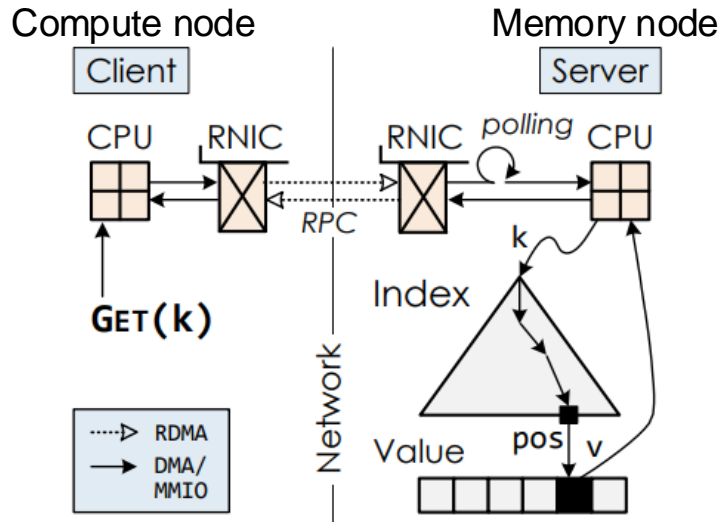 Compute node
Memory node
Client
Server
CPU
RNIC
RNIC
polling
CPU
RPC
k
GET(k)
Index
Network
RDMA
DMA/
MMIO
pos
v
Value